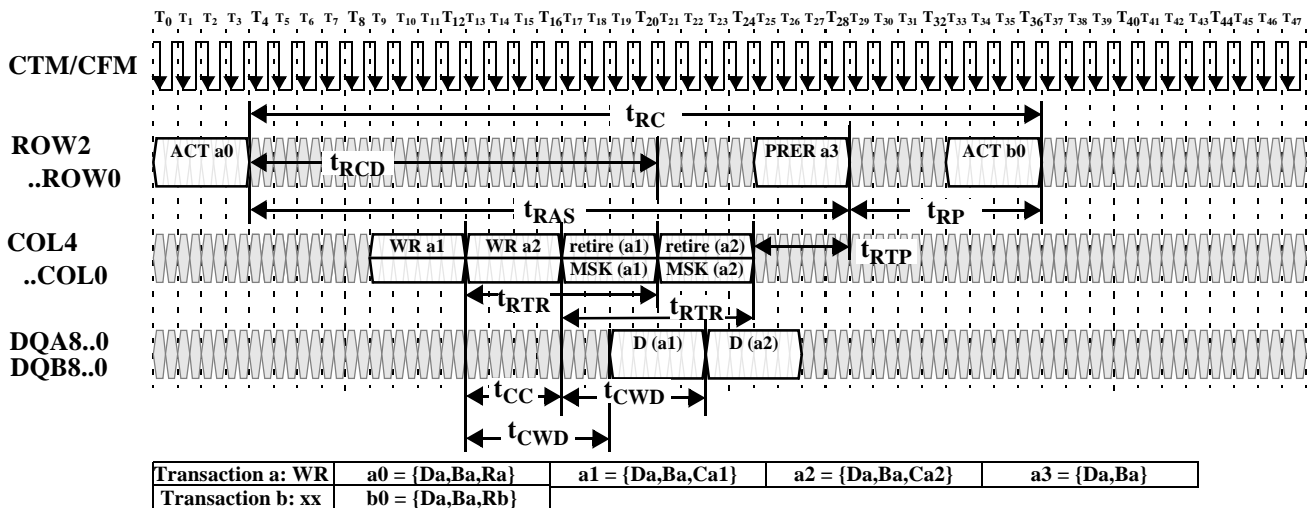 T0 T1 T2 T3 T4 T5 T6 T7 T8 T9 T10 T11 T12 T13 T14 T15 T16 T17 T18 T19 T20 T21 T22 T23 T24 T25 T26 T27 T28 T29 T30 T31 T32 T33 T34 T35 T36 T37 T38 T39 T40 T41 T42 T43 T44 T45 T46 T47
CTM/CFM
tRC
ROW2
..ROW0
ACT a0
PRER a3
ACT b0
tRCD
tRAS
tRP
COL4
..COL0
WR a1
WR a2
retire (a1)
retire (a2)
MSK (a1)
MSK (a2)
tRTP
tRTR
tRTR
DQA8..0
DQB8..0
D (a1)
D (a2)
tCC
tCWD
tCWD
Transaction a: WR a0 = {Da,Ba,Ra} a1 = {Da,Ba,Ca1} a2 = {Da,Ba,Ca2} a3 = {Da,Ba}
Transaction b: xx b0 = {Da,Ba,Rb}